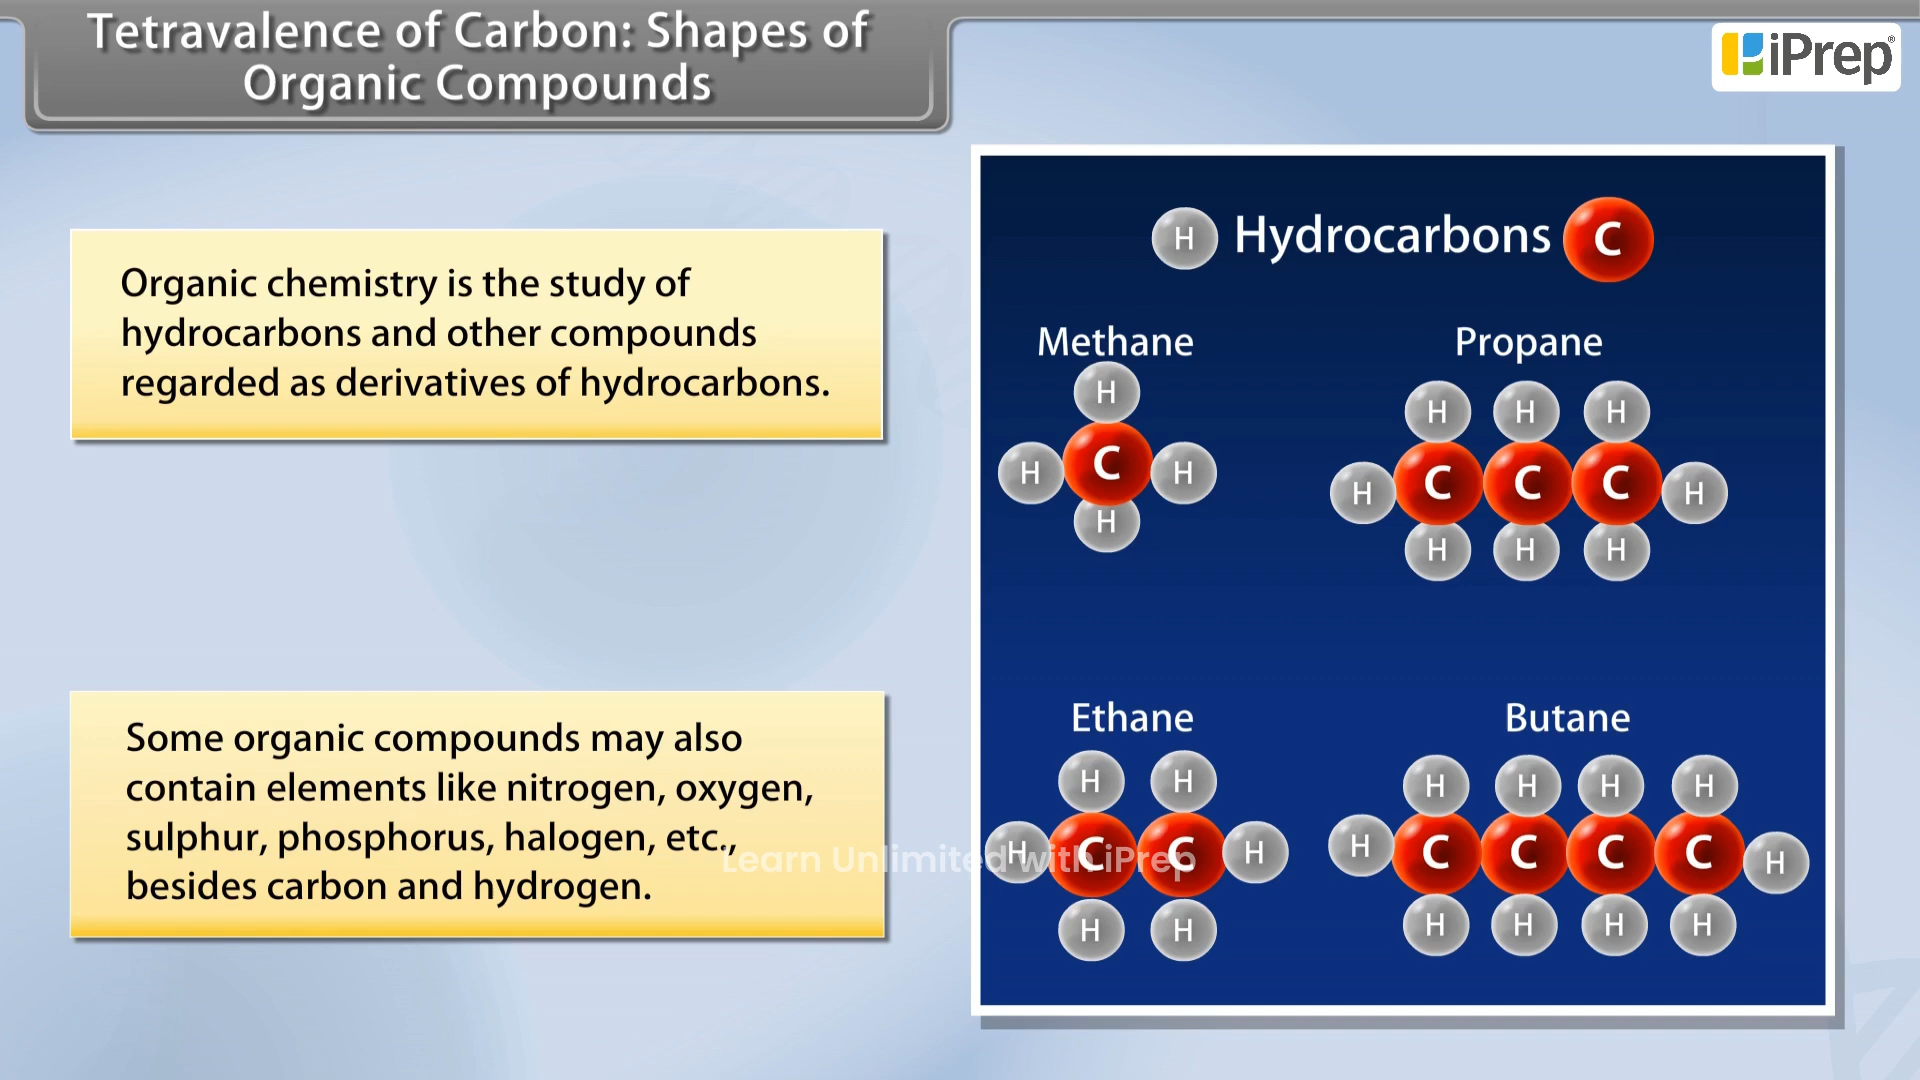 Tetravalence of Carbon: Shapes of
Organic Compounds
iPrep®
Organic chemistry is the study of
hydrocarbons and other compounds
regarded as derivatives of hydrocarbons.
Some organic compounds may also
contain elements like nitrogen, oxygen,
sulphur, phosphorus, halogen, etc.,
besides carbon and hydrogen.
Learn Unlimited with iPrep
H Hydrocarbons C
Methane
H
H C H
H
Propane
H H H
H C C C H
H H H
Ethane
H H
H C C H
H H
Butane
H H H H
H C C C C H
H H H H